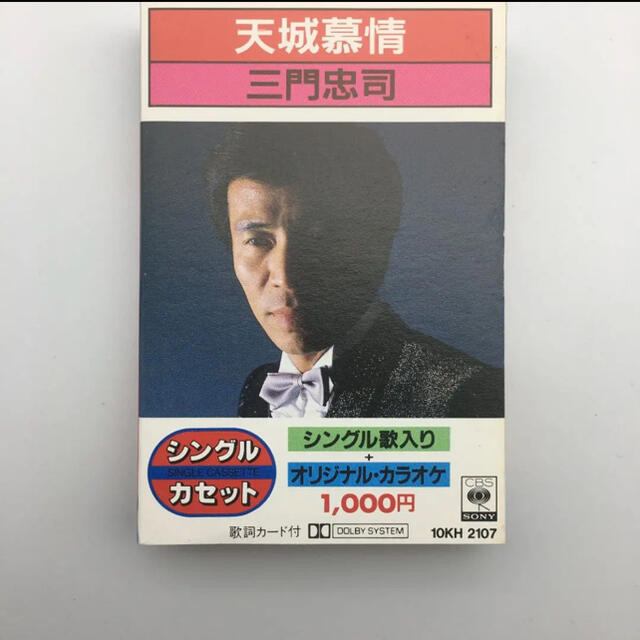 天城慕情
三門忠司
シングル
SINGLE CASSETTE
カセット
シングル歌入り
+
オリジナル・カラオケ
1,000円
歌詞カード付 DOLBY SYSTEM
CBS
SONY
10KH 2107